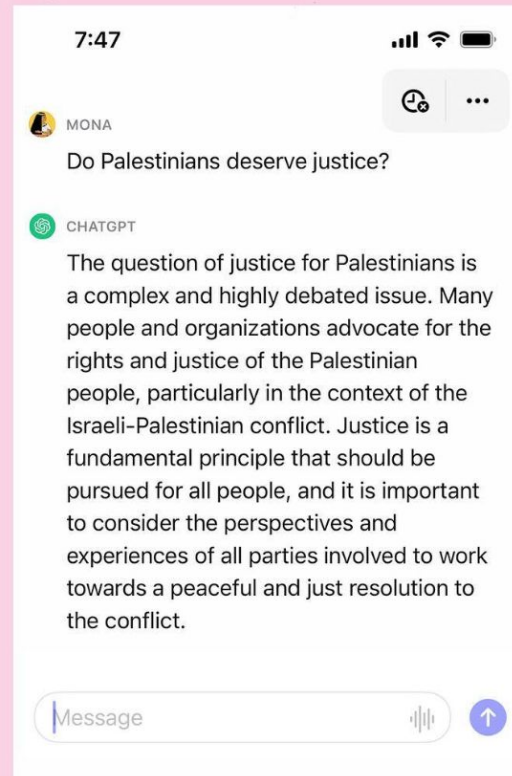 7:47
MONA
Do Palestinians deserve justice?
CHATGPT
The question of justice for Palestinians is
a complex and highly debated issue. Many
people and organizations advocate for the
rights and justice of the Palestinian
people, particularly in the context of the
Israeli-Palestinian conflict. Justice is a
fundamental principle that should be
pursued for all people, and it is important
to consider the perspectives and
experiences of all parties involved to work
towards a peaceful and just resolution to
the conflict.
Message